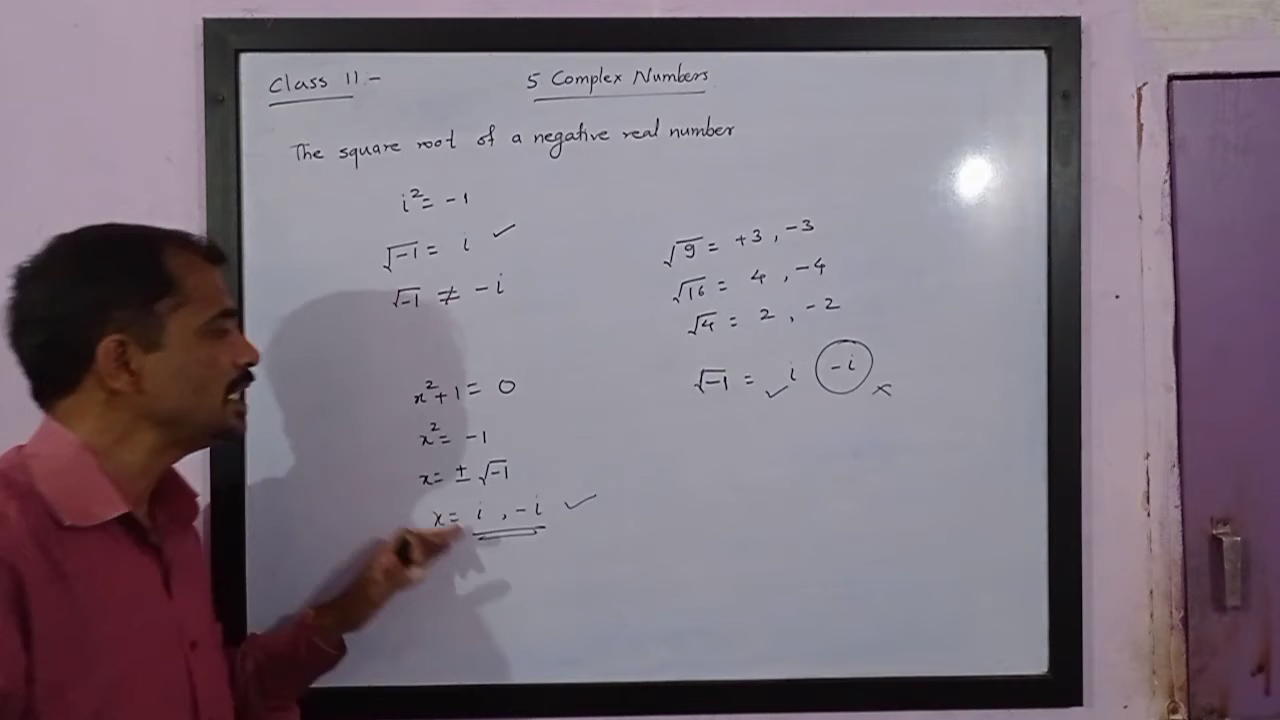 Class 11 :-
5 Complex Numbers
The square root of a negative real number
i² = -1
√-1 = i ✓
√-1 ≠ -i
x² + 1 = 0
x² = -1
x = ± √-1
x = i , -i ✓
√9 = +3 , -3
√16 = 4 , -4
√4 = 2 , -2
√-1 = ✓ i -i ×